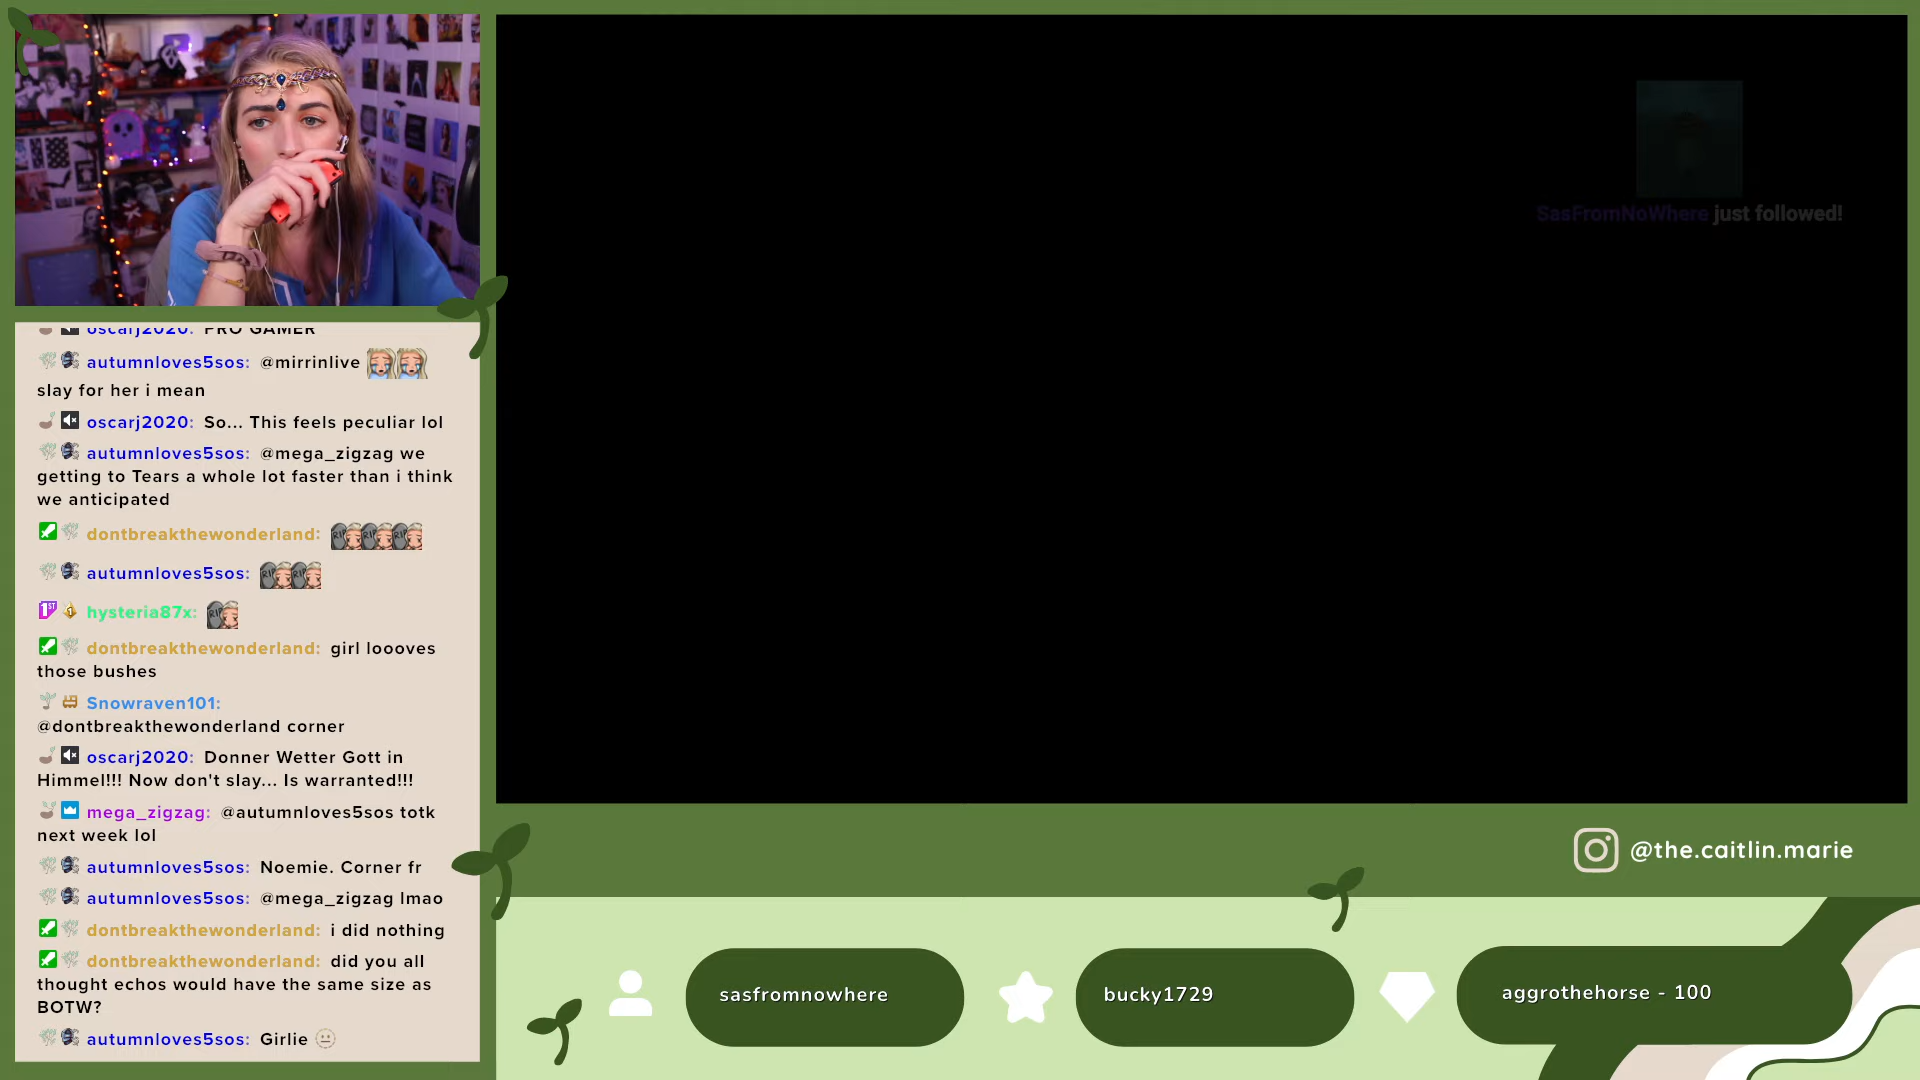 SasFromNoWhere just followed!
oscarj2020: PRO GAMER
autumnloves5sos: @mirrinlive
slay for her i mean
oscarj2020: So... This feels peculiar lol
autumnloves5sos: @mega_zigzag we
getting to Tears a whole lot faster than i think
we anticipated
dontbreakthewonderland:
autumnloves5sos:
hysteria87x:
dontbreakthewonderland: girl loooves
those bushes
Snowraven101:
@dontbreakthewonderland corner
oscarj2020: Donner Wetter Gott in
Himmel!!! Now don't slay... Is warranted!!!
mega_zigzag: @autumnloves5sos totk
next week lol
autumnloves5sos: Noemie. Corner fr
autumnloves5sos: @mega_zigzag lmao
dontbreakthewonderland: i did nothing
dontbreakthewonderland: did you all
thought echos would have the same size as
BOTW?
autumnloves5sos: Girlie
@the.caitlin.marie
sasfromnowhere
bucky1729
aggrothehorse - 100